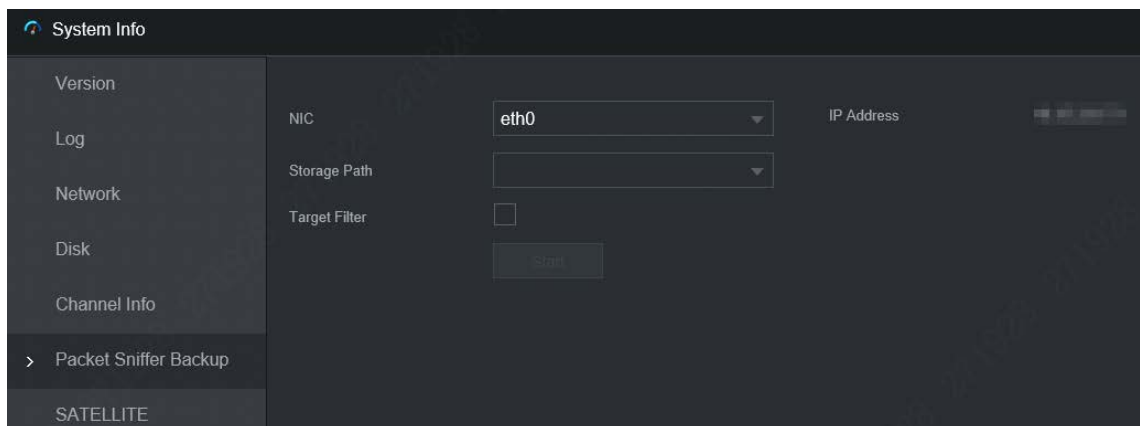 System Info
Version
Log
Network
Disk
Channel Info
Packet Sniffer Backup
SATELLITE
NIC
eth0
IP Address
Storage Path
Target Filter
Start